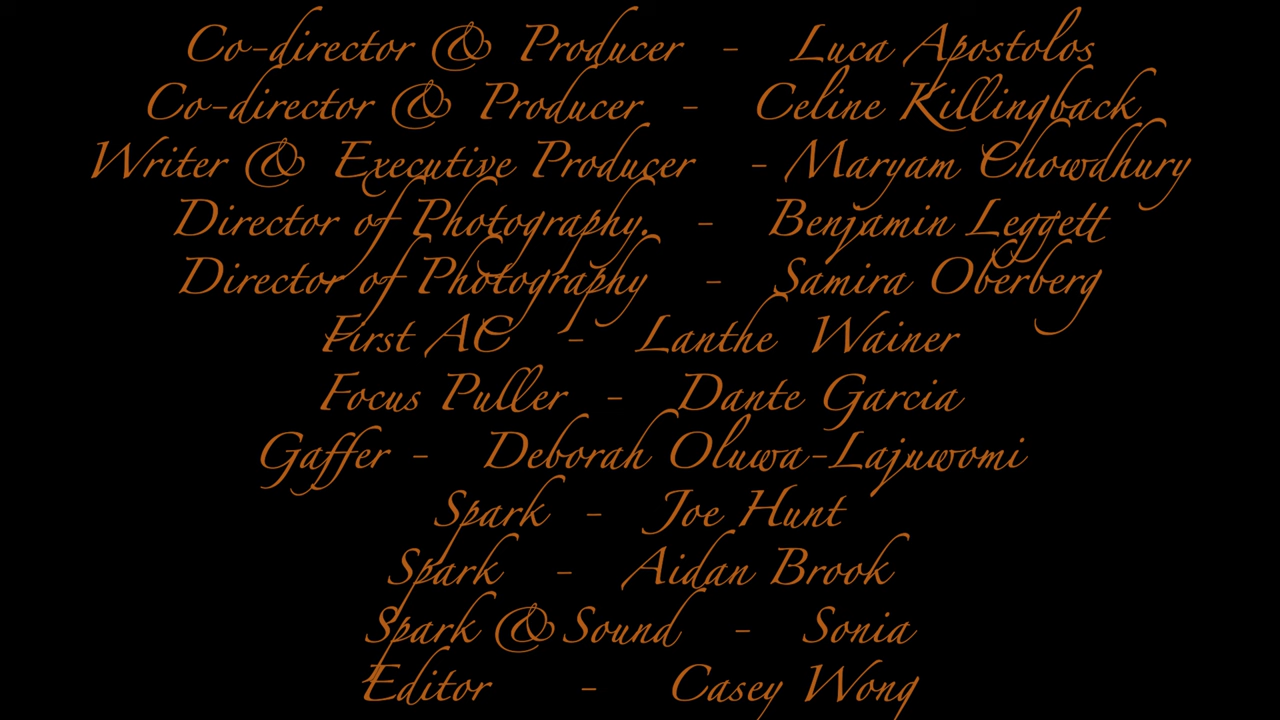 Co-director & Producer - Luca Apostolos
Co-director & Producer - Celine Killingback
Writer & Executive Producer - Maryam Chowdhury
Director of Photography. - Benjamin Leggett
Director of Photography - Samira Oberberg
First AC - Lanthe Wainer
Focus Puller - Dante Garcia
Gaffer - Deborah Oluwa-Lajuwomi
Spark - Joe Hunt
Spark - Aidan Brook
Spark & Sound - Sonia
Editor - Casey Wong